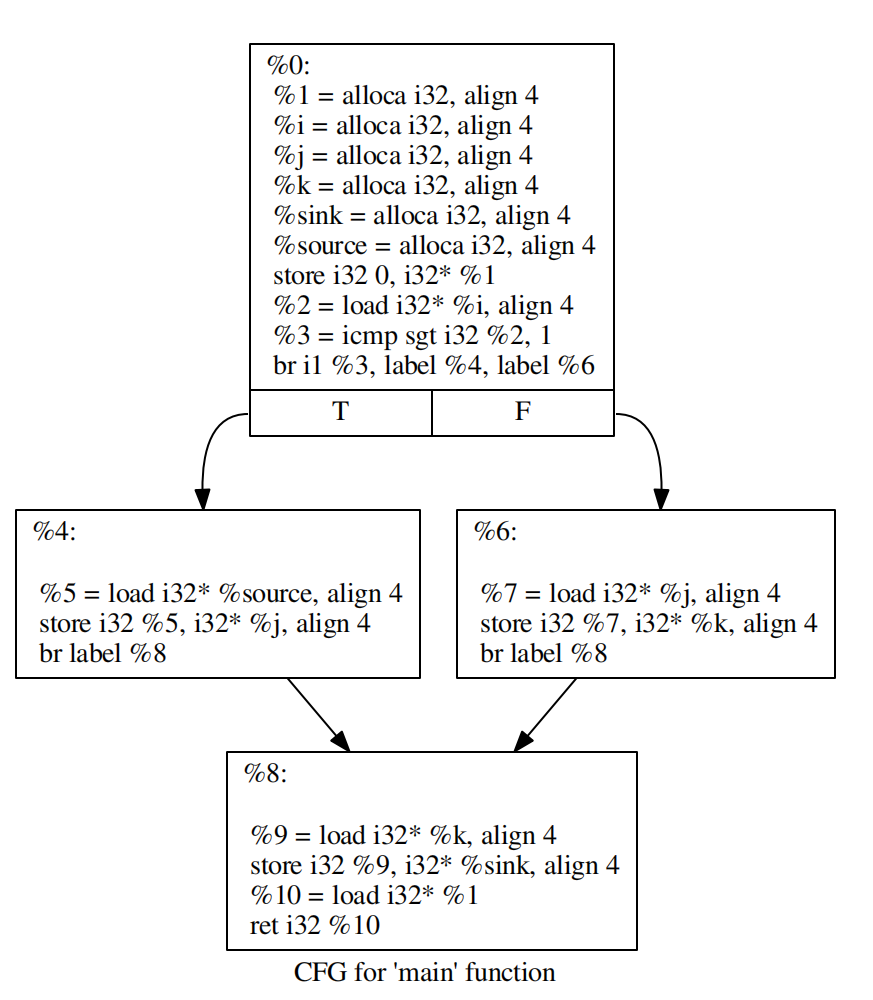 %0:
%1 = alloca i32, align 4
%i = alloca i32, align 4
%j = alloca i32, align 4
%k = alloca i32, align 4
%sink = alloca i32, align 4
%source = alloca i32, align 4
store i32 0, i32* %1
%2 = load i32* %i, align 4
%3 = icmp sgt i32 %2, 1
br i1 %3, label %4, label %6
T F
%4:
%5 = load i32* %source, align 4
store i32 %5, i32* %j, align 4
br label %8
%6:
%7 = load i32* %j, align 4
store i32 %7, i32* %k, align 4
br label %8
%8:
%9 = load i32* %k, align 4
store i32 %9, i32* %sink, align 4
%10 = load i32* %1
ret i32 %10
CFG for 'main' function